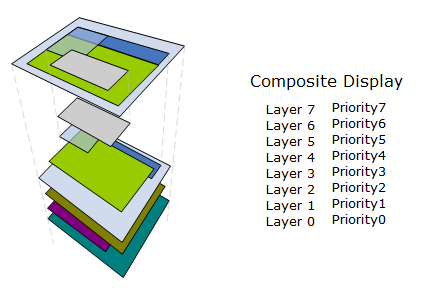 Composite Display
Layer 7 Priority7
Layer 6 Priority6
Layer 5 Priority5
Layer 4 Priority4
Layer 3 Priority3
Layer 2 Priority2
Layer 1 Priority1
Layer 0 Priority0